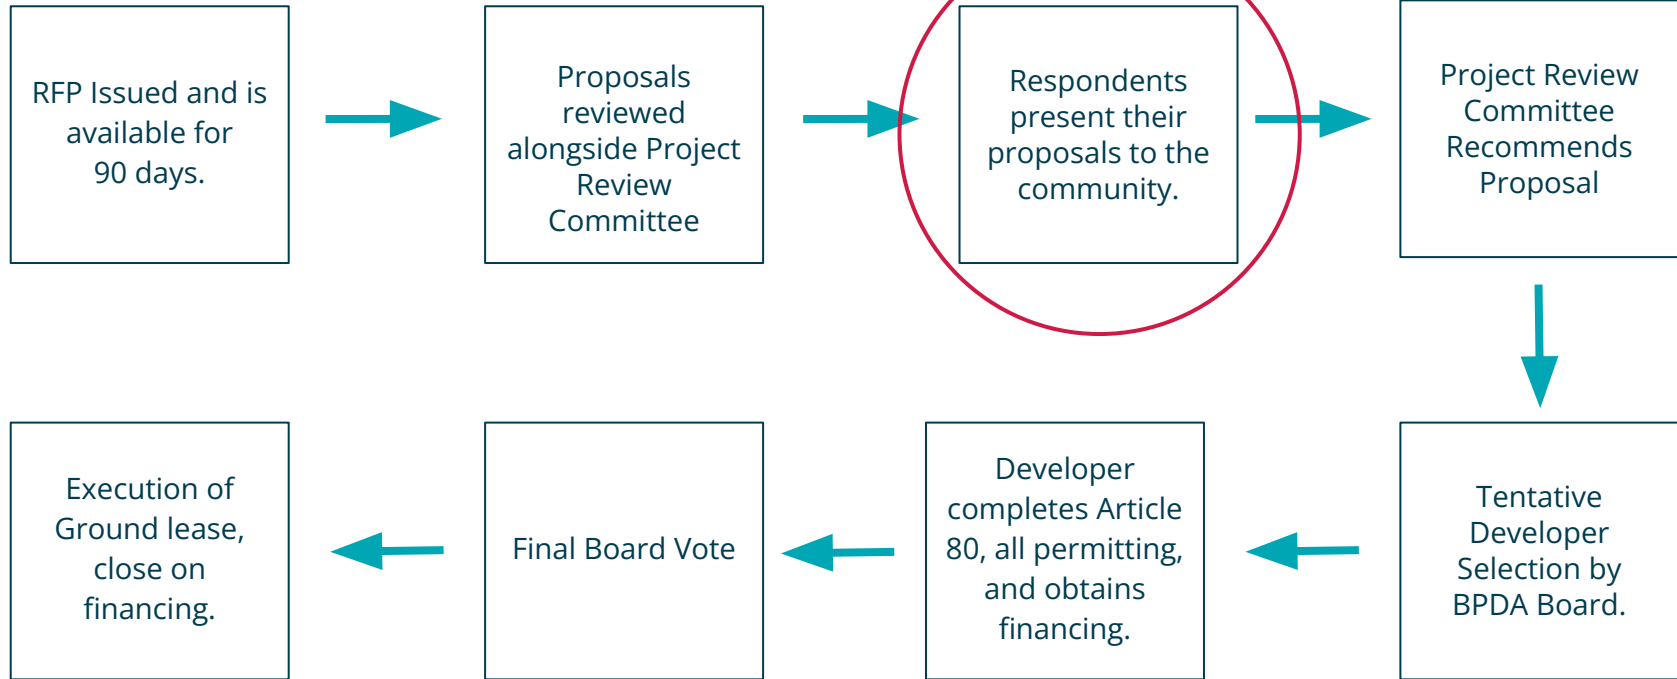 RFP Issued and is
available for
90 days.
Proposals
reviewed
alongside Project
Review
Committee
Respondents
present their
proposals to the
community.
Project Review
Committee
Recommends
Proposal
Tentative
Developer
Selection by
BPDA Board.
Developer
completes Article
80, all permitting,
and obtains
financing.
Final Board Vote
Execution of
Ground lease,
close on
financing.